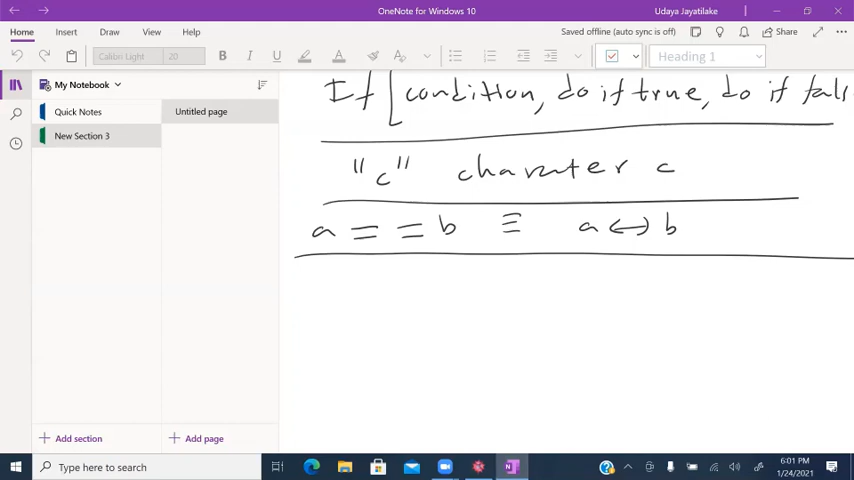 OneNote for Windows 10
Udaya Jayatilake
Home Insert Draw View Help
Saved offline (auto sync is off)
Share
Calibri Light 20 B I U A
Heading 1
My Notebook
Quick Notes
New Section 3
Untitled page
If [condition, do if true, do if fals
"c" charater c
a = = b ≡ a ↔ b
+ Add section
+ Add page
Type here to search
6:01 PM
1/24/2021